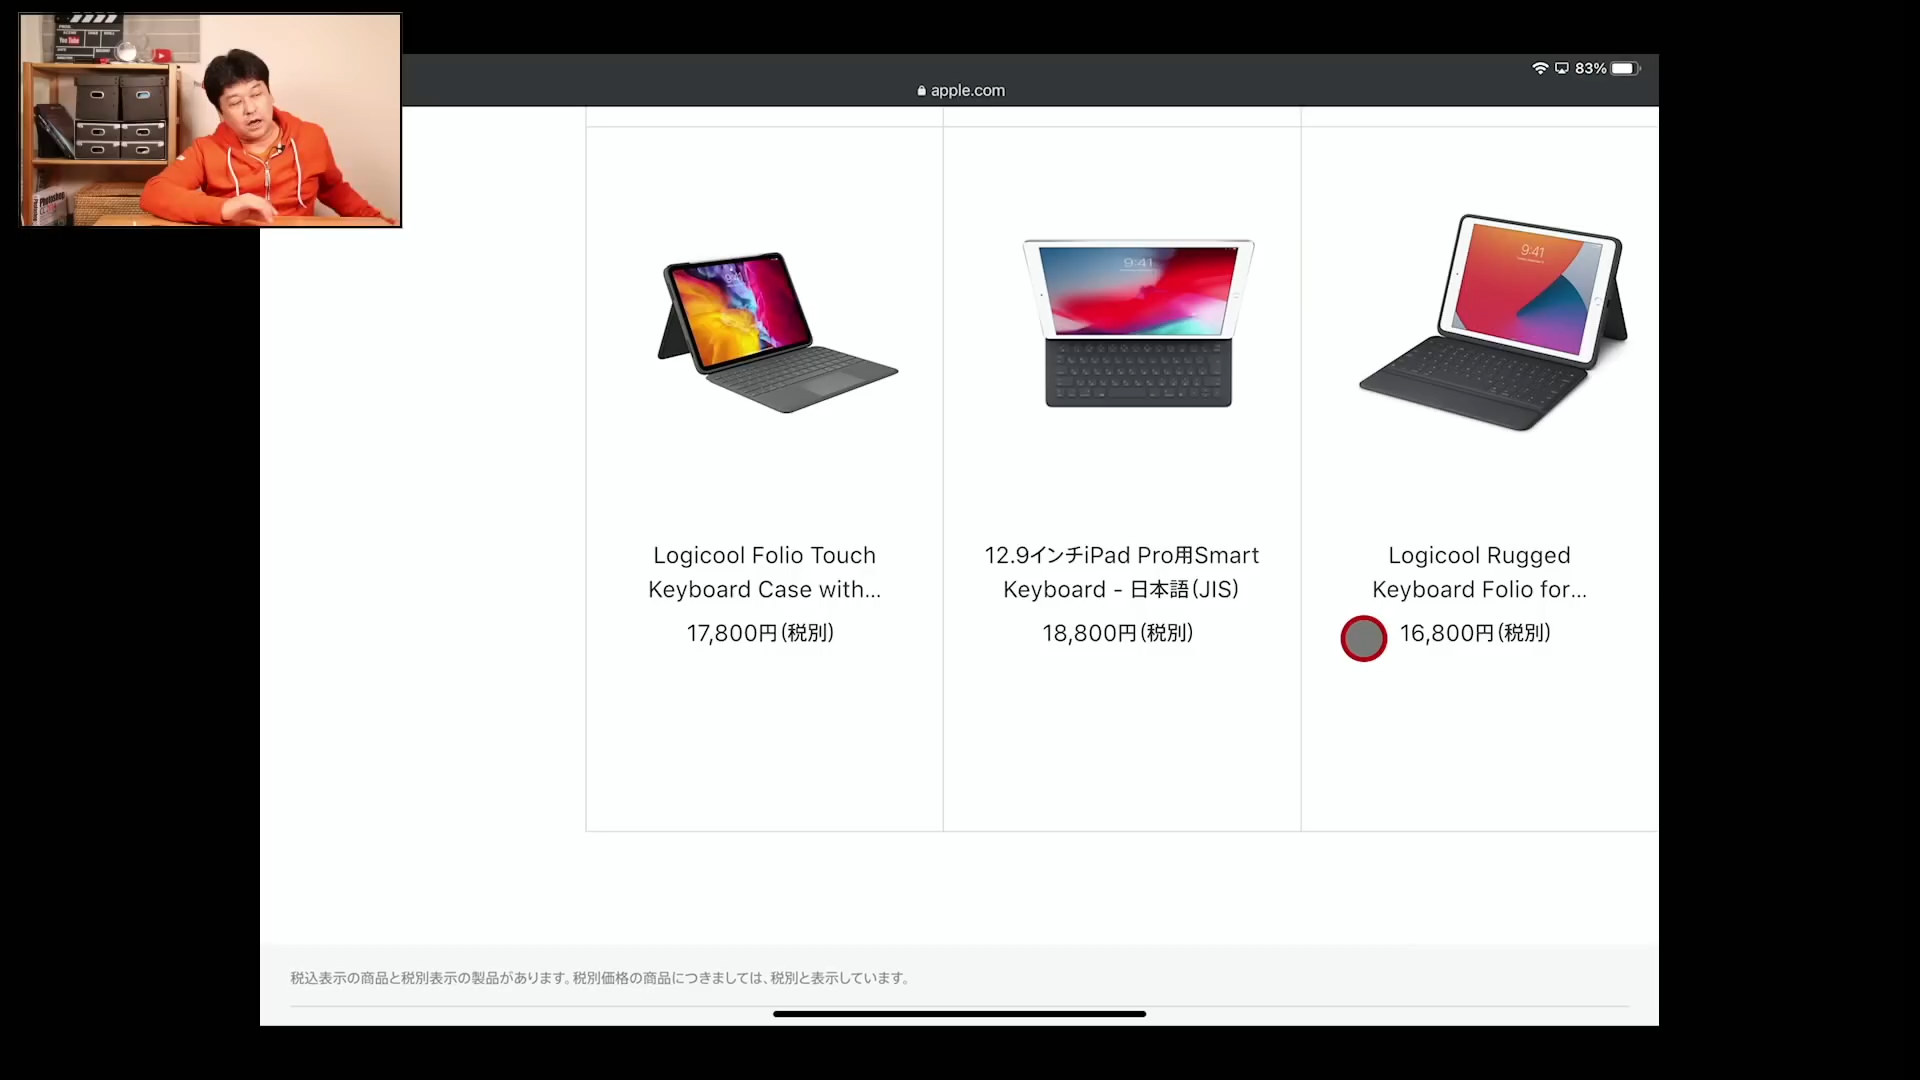 YouTube
Photoshop
83%
apple.com
9:41
9:41
9:41
Logicool Folio Touch
Keyboard Case with...
17,800円(税別)
12.9インチiPad Pro用Smart
Keyboard - 日本語(JIS)
18,800円(税別)
Logicool Rugged
Keyboard Folio for...
16,800円(税別)
税込表示の商品と税別表示の製品があります。税別価格の商品につきましては、税別と表示しています。